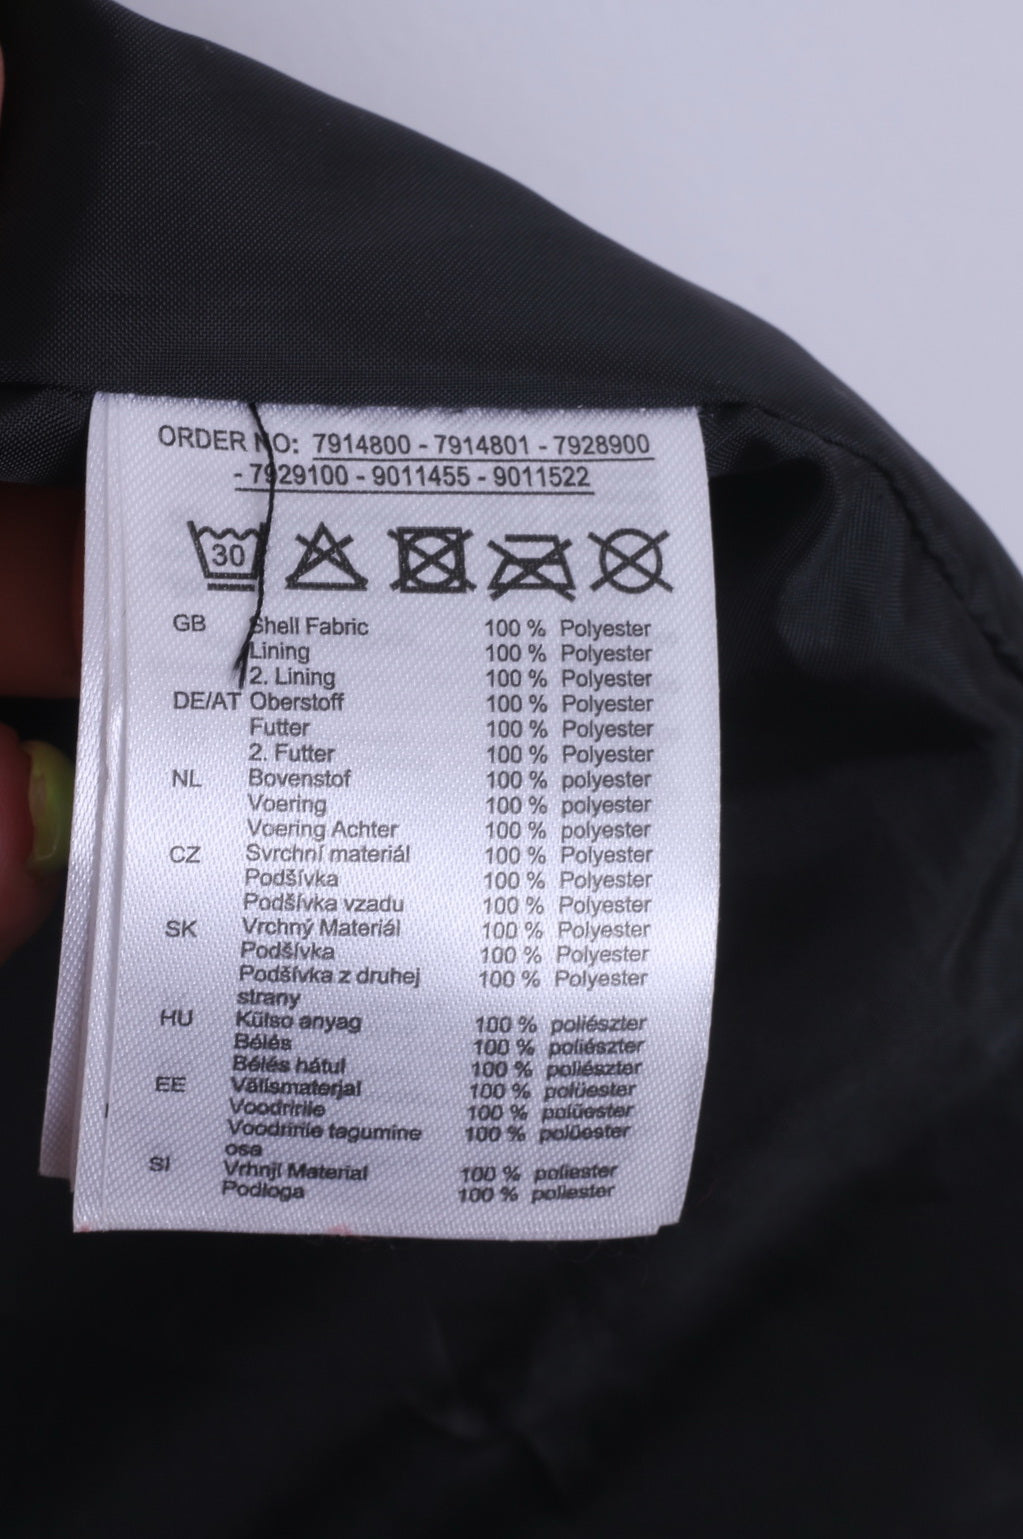 ORDER NO: 7914800 - 7914801 - 7928900
- 7929100 - 9011455 - 9011522
30
GB Shell Fabric 100 % Polyester
Lining 100 % Polyester
2. Lining 100 % Polyester
DE/AT Oberstoff 100 % Polyester
Futter 100 % Polyester
2. Futter 100 % Polyester
NL Bovenstof 100 % polyester
Voering 100 % polyester
Voering Achter 100 % polyester
CZ Svrchní materiál 100 % Polyester
Podšívka 100 % Polyester
Podšívka vzadu 100 % Polyester
SK Vrchný Materiál 100 % Polyester
Podšívka 100 % Polyester
Podšívka z druhej 100 % Polyester
strany
HU Külso anyag 100 % poliészter
Bélés 100 % poliészter
Bélés hátul 100 % poliészter
EE Välismaterjal 100 % polüester
Voodririie 100 % polüester
Voodririie tagumine 100 % polüester
osa
SI Vrhnji Material 100 % poliester
Podloga 100 % poliester